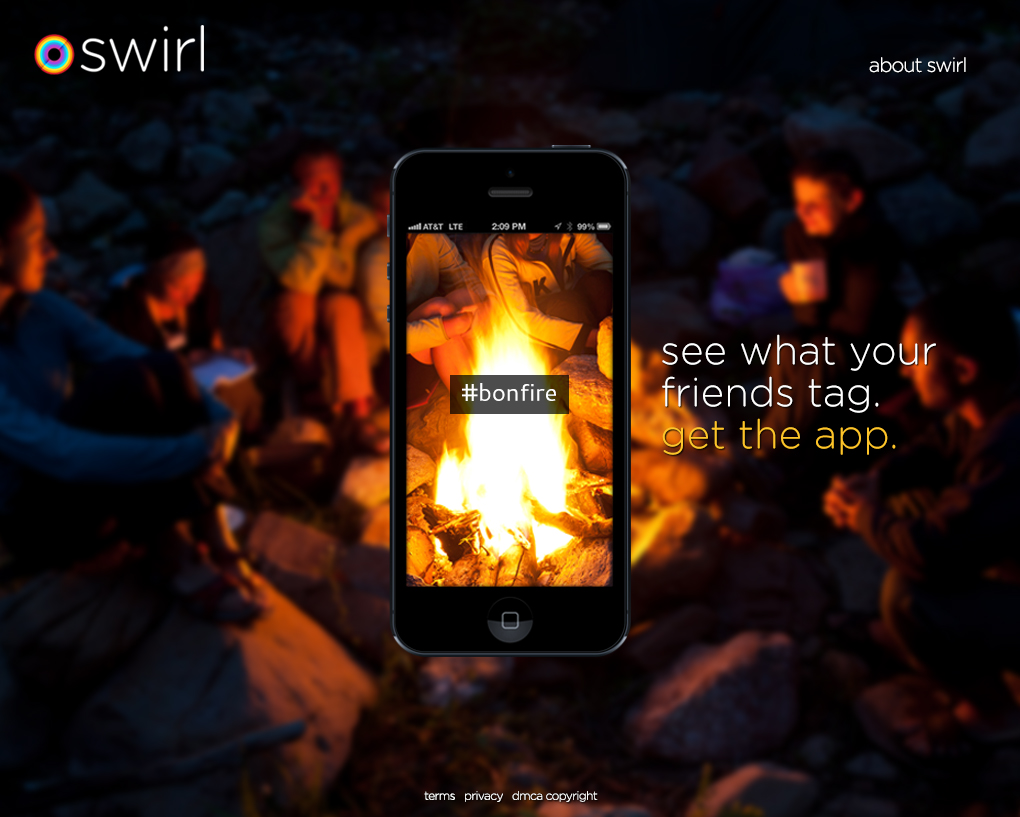 swirl
about swirl
AT&T LTE 2:09 PM 99%
#bonfire
see what your
friends tag.
get the app.
terms privacy dmca copyright